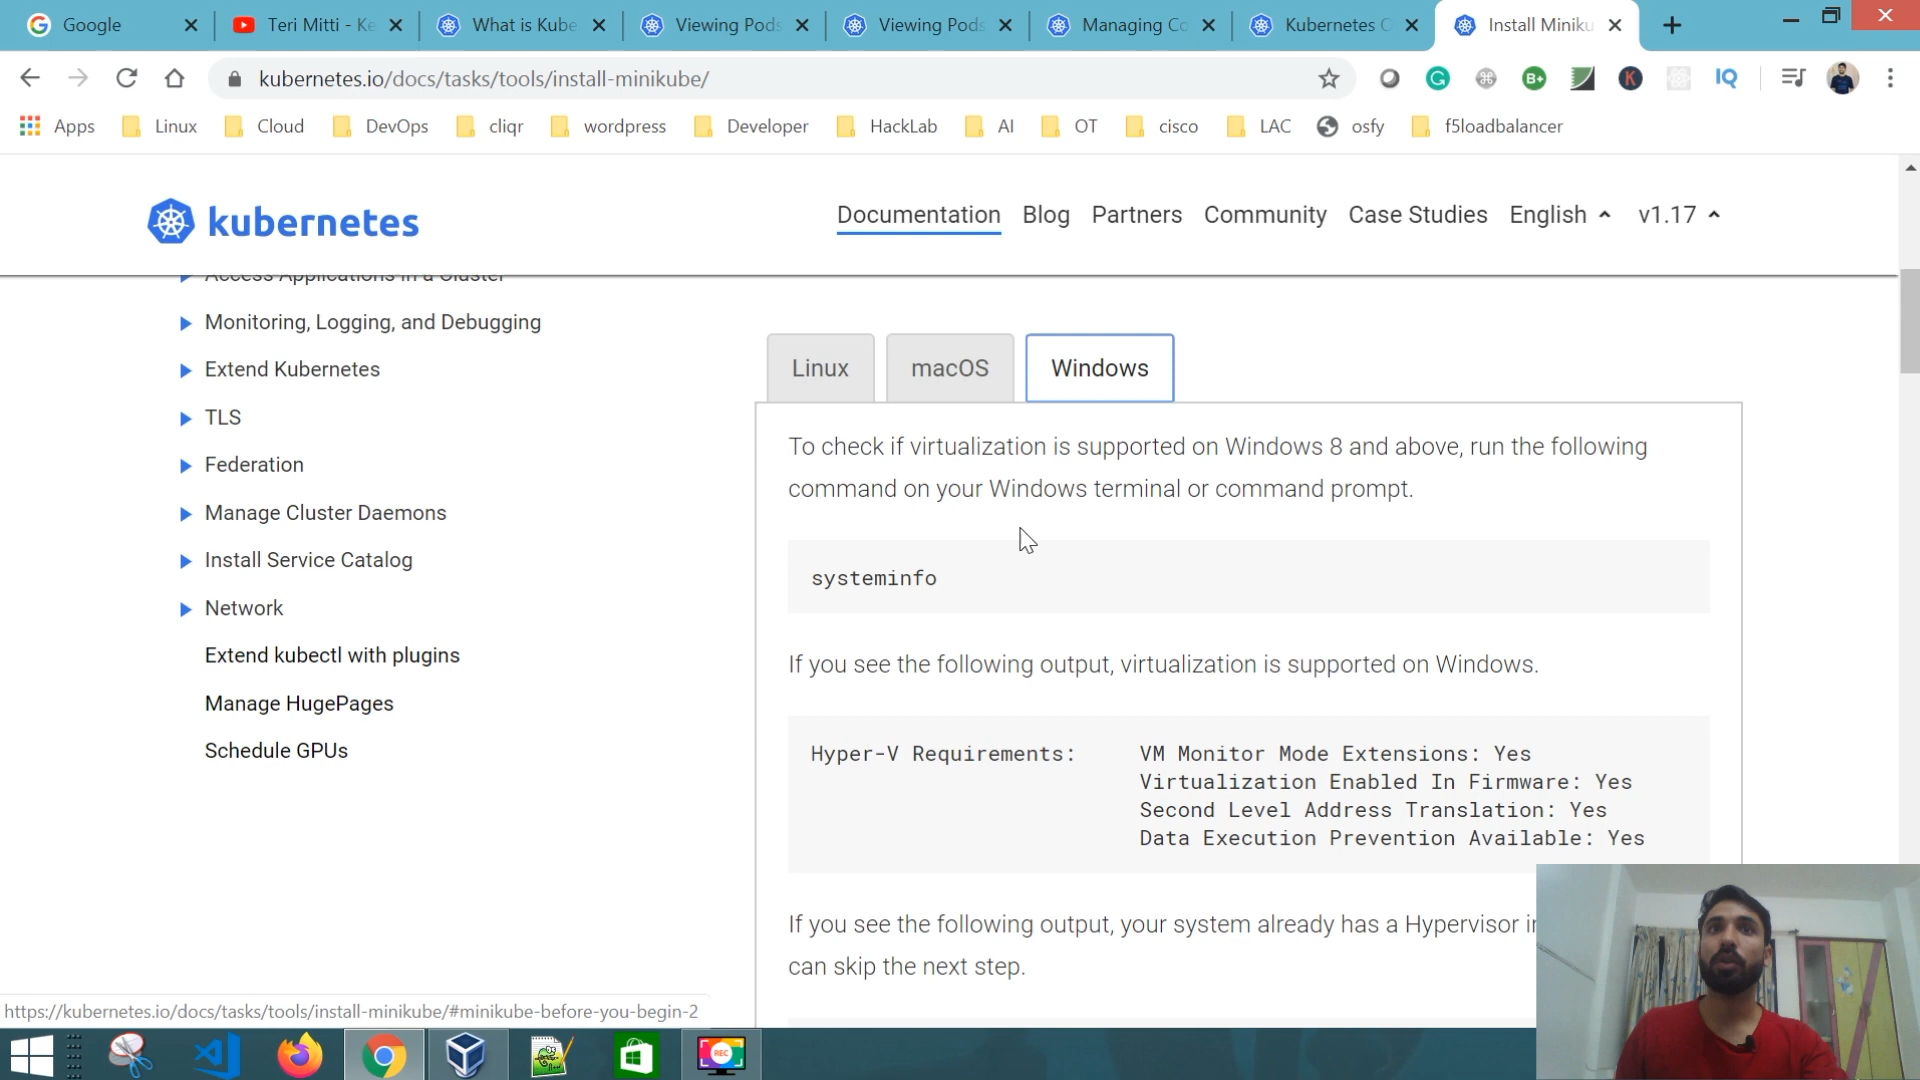 Google
Teri Mitti - Ke
What is Kube
Viewing Pods
Viewing Pods
Managing Co
Kubernetes C
Install Miniku
kubernetes.io/docs/tasks/tools/install-minikube/
Apps
Linux
Cloud
DevOps
cliqr
wordpress
Developer
HackLab
AI
OT
cisco
LAC
osfy
f5loadbalancer
kubernetes
Documentation
Blog
Partners
Community
Case Studies
English
v1.17
Access Applications in a Cluster
Monitoring, Logging, and Debugging
Extend Kubernetes
TLS
Federation
Manage Cluster Daemons
Install Service Catalog
Network
Extend kubectl with plugins
Manage HugePages
Schedule GPUs
Linux
macOS
Windows
To check if virtualization is supported on Windows 8 and above, run the following
command on your Windows terminal or command prompt.
systeminfo
If you see the following output, virtualization is supported on Windows.
Hyper-V Requirements: VM Monitor Mode Extensions: Yes
Virtualization Enabled In Firmware: Yes
Second Level Address Translation: Yes
Data Execution Prevention Available: Yes
If you see the following output, your system already has a Hypervisor
can skip the next step.
https://kubernetes.io/docs/tasks/tools/install-minikube/#minikube-before-you-begin-2
B+
K
IQ
REC